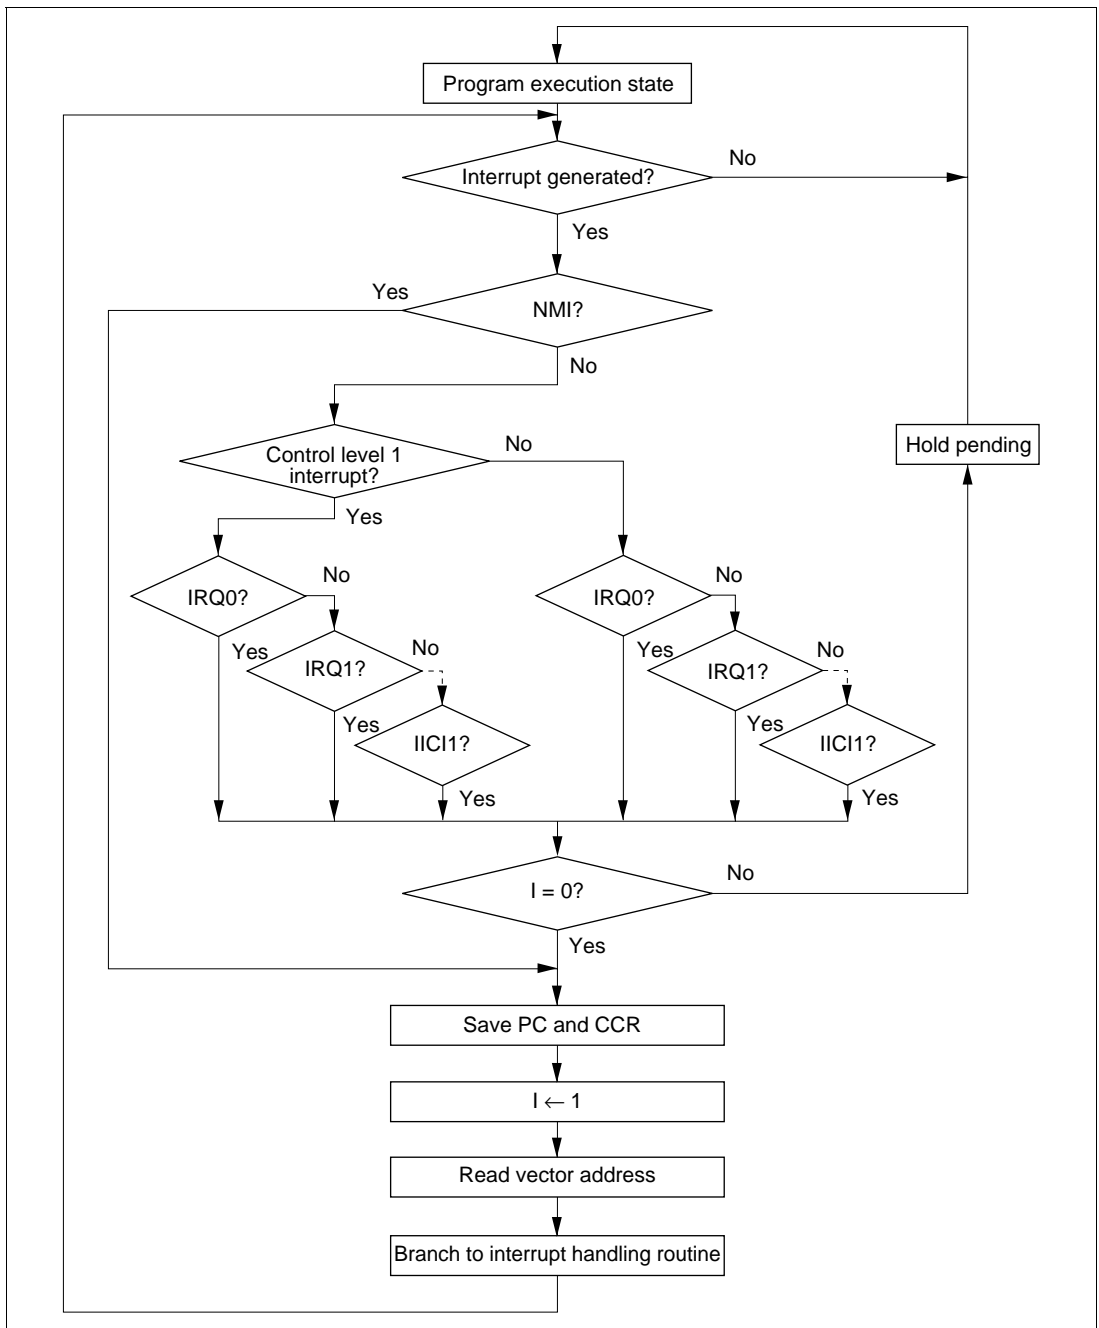 Program execution state
No
Interrupt generated?
Yes
Yes
NMI?
No
Hold pending
Control level 1
interrupt?
No
Yes
IRQ0?
No
IRQ0?
No
Yes
IRQ1?
No
Yes
IRQ1?
No
Yes
IICI1?
Yes
IICI1?
Yes
Yes
I = 0?
No
Yes
Save PC and CCR
I ← 1
Read vector address
Branch to interrupt handling routine